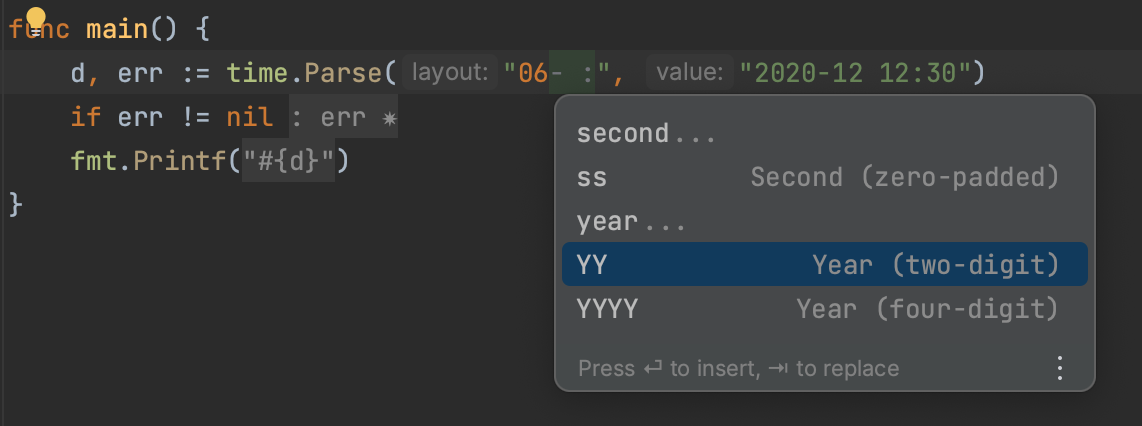 func main() {
d, err := time.Parse( layout: "06- :", value: "2020-12 12:30")
if err != nil : err ✷
fmt.Printf("#{d}")
}
second...
ss Second (zero-padded)
year...
YY Year (two-digit)
YYYY Year (four-digit)
Press ↵ to insert, ⇥ to replace